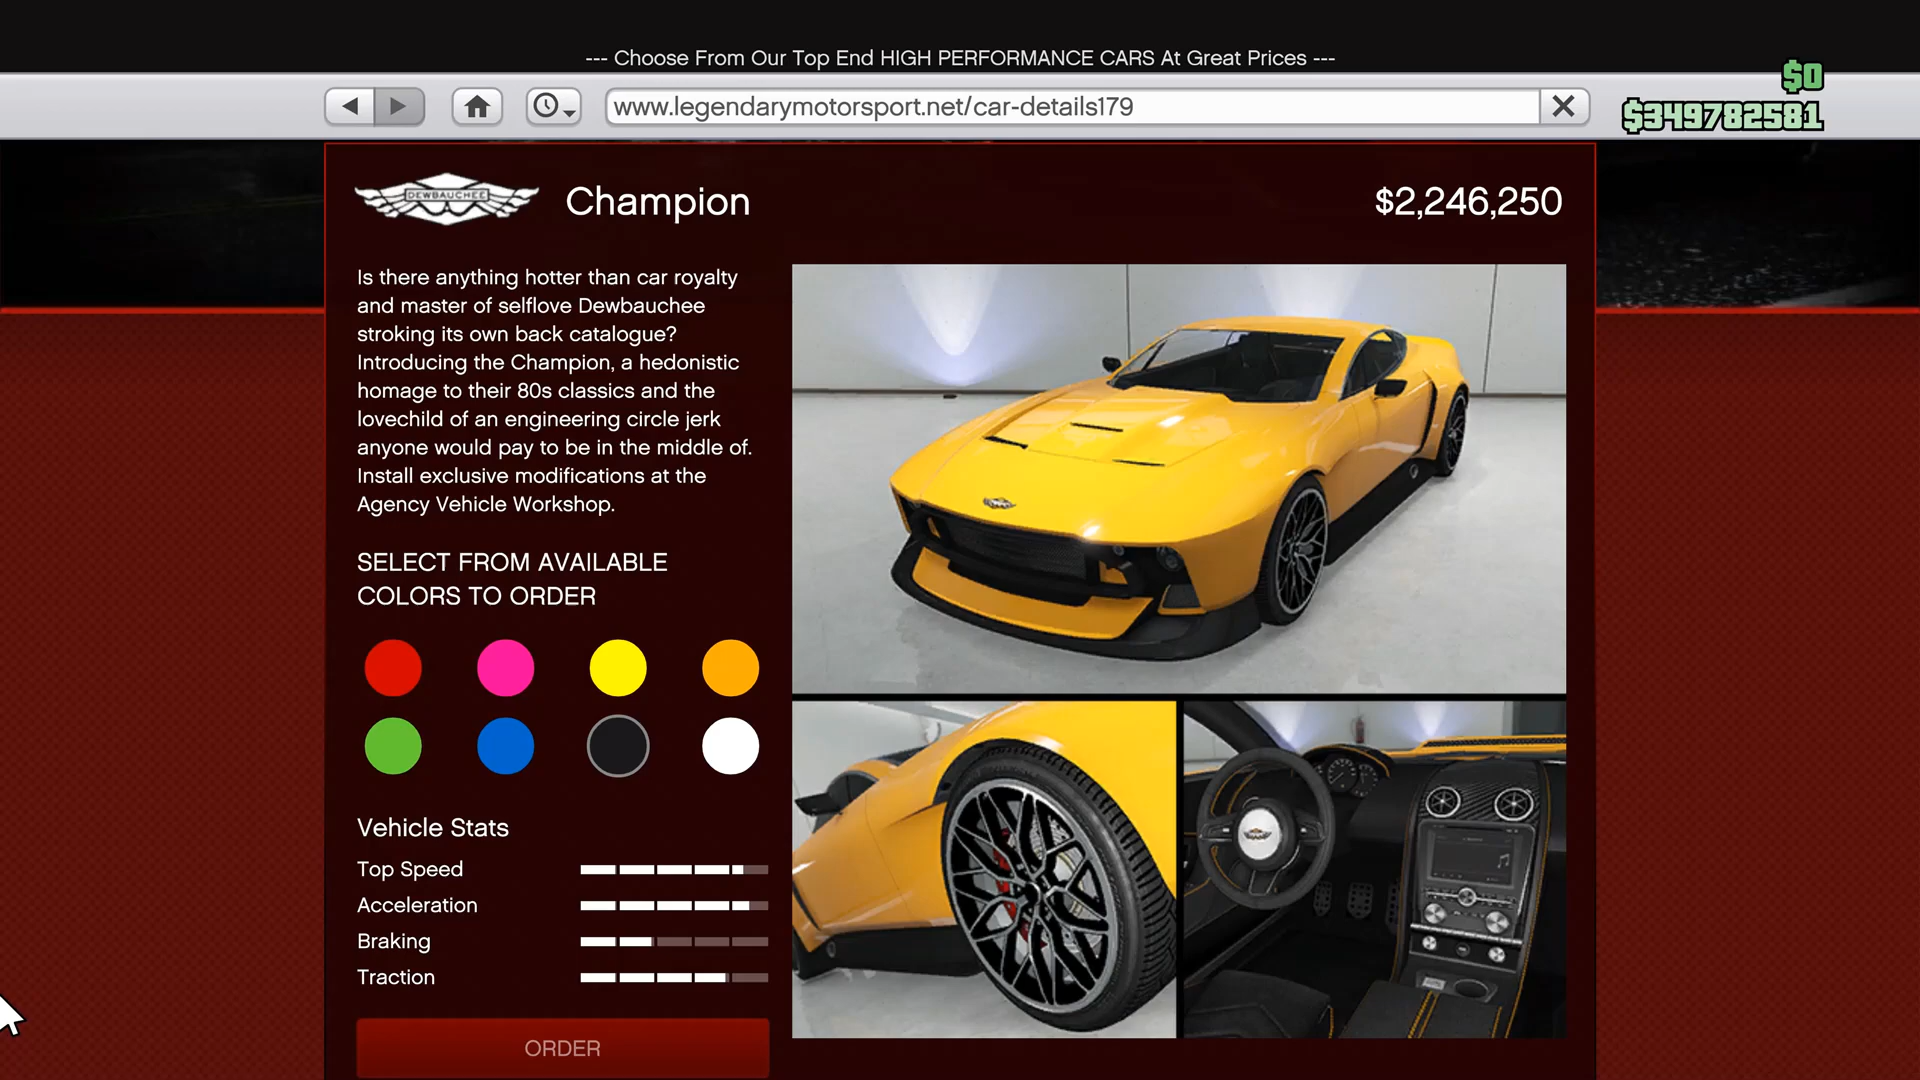 --- Choose From Our Top End HIGH PERFORMANCE CARS At Great Prices ---
$0
www.legendarymotorsport.net/car-details179
$349782581
DEWBAUCHEE
Champion
$2,246,250
Is there anything hotter than car royalty
and master of selflove Dewbauchee
stroking its own back catalogue?
Introducing the Champion, a hedonistic
homage to their 80s classics and the
lovechild of an engineering circle jerk
anyone would pay to be in the middle of.
Install exclusive modifications at the
Agency Vehicle Workshop.
SELECT FROM AVAILABLE
COLORS TO ORDER
Vehicle Stats
Top Speed
Acceleration
Braking
Traction
ORDER